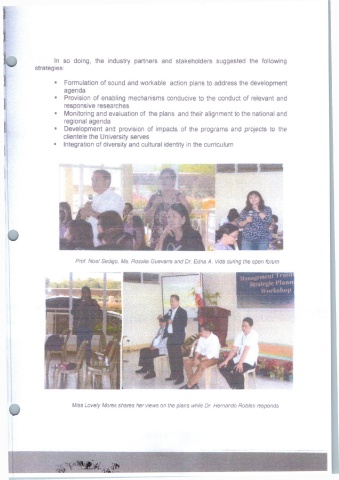 In so doing, the industry partners and stakeholders suggested the following
strategies:
• Formulation of sound and workable action plans to address the development
agenda
• Provision of enabling mechanisms conducive to the conduct of relevant and
responsive researches
• Monitoring and evaluation of the plans and their alignment to the national and
regional agenda
• Development and provision of impacts of the programs and projects to the
clientele the University serves
• Integration of diversity and cultural identity in the curriculum
Prof. Noel Sedigo, Ms. Rosalie Guevarra and Dr. Edna A. Vida during the open forum
Management
Strategic
Workshop
Miss Lovely Mores shares her views on the plans while Dr. Hernando Robles responds